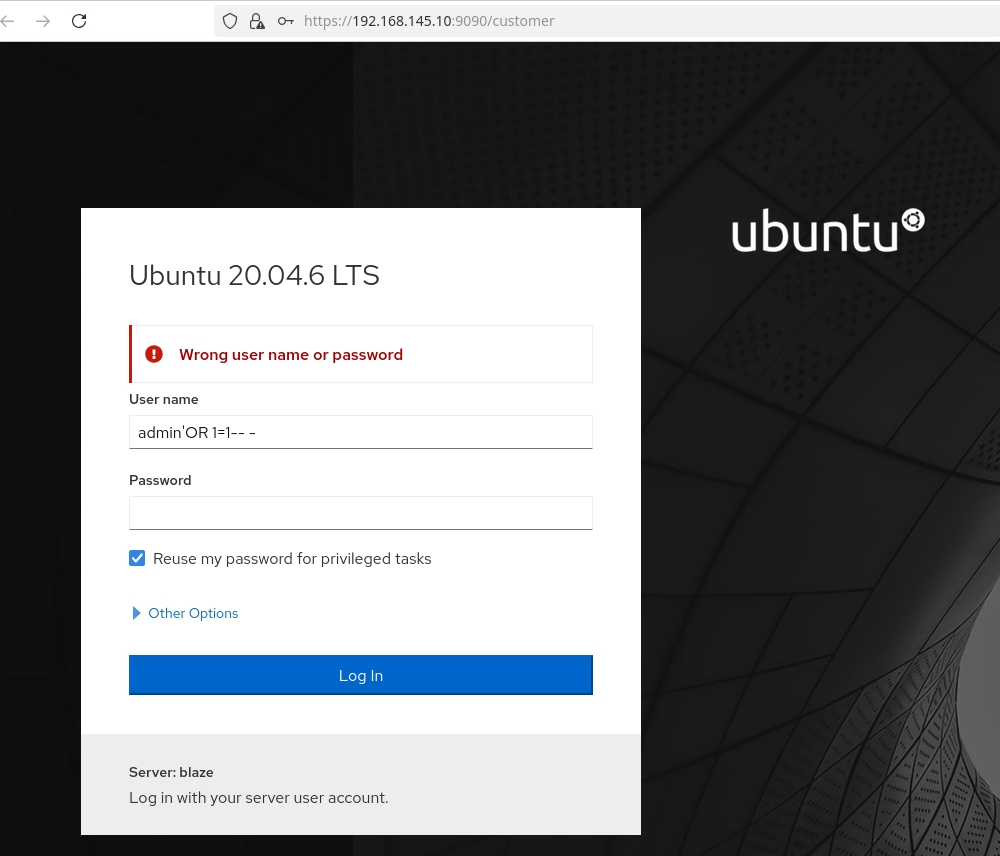 https://192.168.145.10:9090/customer
ubuntu
Ubuntu 20.04.6 LTS
Wrong user name or password
User name
admin'OR 1=1-- -
Password
Reuse my password for privileged tasks
Other Options
Log In
Server: blaze
Log in with your server user account.